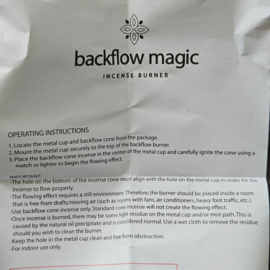 backflow magic
INCENSE BURNER
OPERATING INSTRUCTIONS
1. Locate the metal cup and backflow cone from the package.
2. Mount the metal cup securely to the top of the backflow burner.
3. Place the backflow cone incense in the center of the metal cup and carefully ignite the cone using a
match or lighter to begin the flowing effect.
IMPORTANT:
-The hole on the bottom of the incense cone must align with the hole on the metal cup in order for the
incense to flow properly.
-The flowing effect requires a still environment. Therefore, the burner should be placed inside a room
that is free from drafts/moving air (such as rooms with fans, air conditioners, heavy foot traffic, etc.).
-Use backflow cone incense only. Standard cone incense will not create the flowing effect.
-Once incense is burned, there may be some light residue on the metal cup and/or mist path. This is
caused by the natural oil precipitate and is considered normal. Use a wet cloth to remove the residue
should you wish to clean the burner.
-Keep the hole in the metal cup clean and free from obstruction.
-For indoor use only.